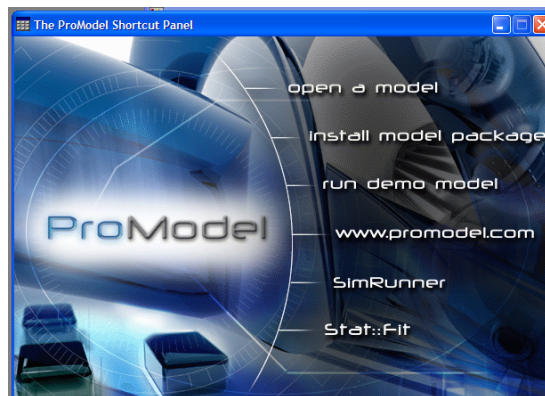 The ProModel Shortcut Panel
open a model
install model package
run demo model
ProModel
www.promodel.com
SimRunner
Stat::Fit